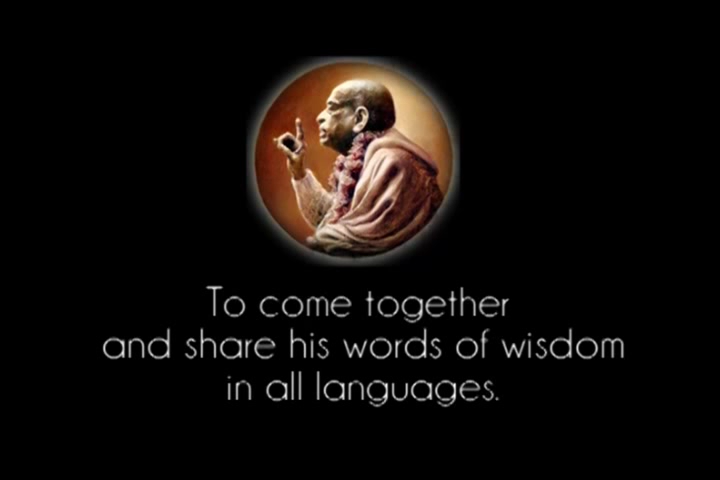 To come together
and share his words of wisdom
in all languages.